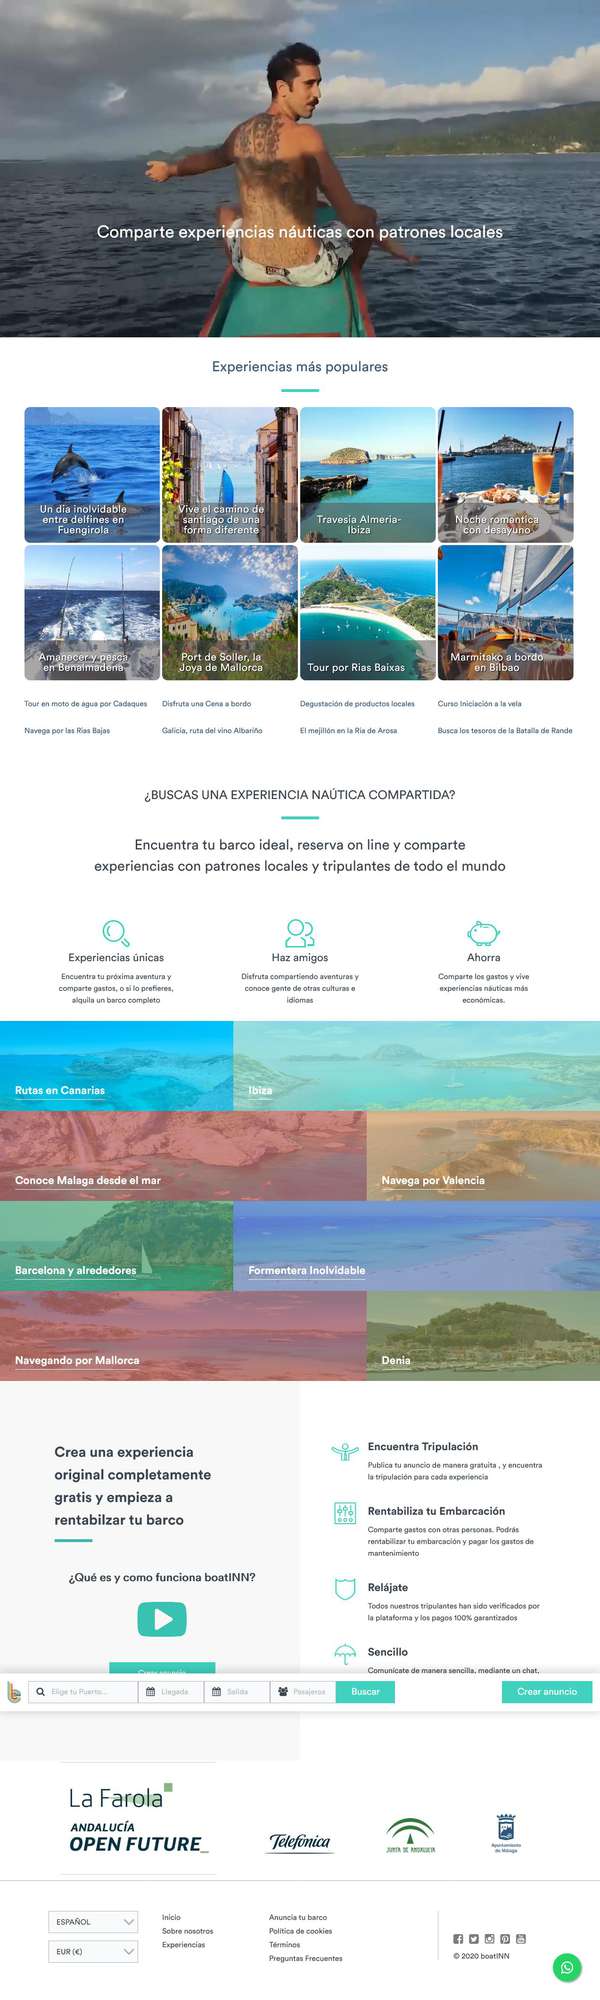 Comparte experiencias náuticas con patrones locales
Experiencias más populares
Un día inolvidable
entre delfines en
Fuengirola
Vive el camino de
santiago de una
forma diferente
Travesía Almeria-
Ibiza
Noche romantica
con desayuno
Amanecer y pesca
en Benalmadena
Port de Soller, la
Joya de Mallorca
Tour por Rias Baixas
Marmitako a bordo
en Bilbao
Tour en moto de agua por Cadaques
Disfruta una Cena a bordo
Degustación de productos locales
Curso Iniciación a la vela
Navega por las Rias Bajas
Galicia, ruta del vino Albariño
El mejillón en la Ria de Arosa
Busca los tesoros de la Batalla de Rande
¿BUSCAS UNA EXPERIENCIA NAÚTICA COMPARTIDA?
Encuentra tu barco ideal, reserva on line y comparte
experiencias con patrones locales y tripulantes de todo el mundo
Experiencias únicas
Encuentra tu próxima aventura y
comparte gastos, o si lo prefieres,
alquila un barco completo
Haz amigos
Disfruta compartiendo aventuras y
conoce gente de otras culturas e
idiomas
Ahorra
Comparte los gastos y vive
experiencias náuticas más
económicas.
Rutas en Canarias
Ibiza
Conoce Malaga desde el mar
Navega por Valencia
Barcelona y alrededores
Formentera Inolvidable
Navegando por Mallorca
Denia
Crea una experiencia
original completamente
gratis y empieza a
rentabilzar tu barco
¿Qué es y como funciona boatINN?
Encuentra Tripulación
Publica tu anuncio de manera gratuita , y encuentra
la tripulación para cada experiencia
Rentabiliza tu Embarcación
Comparte gastos con otras personas. Podrás
rentabilizar tu embarcación y pagar los gastos de
mantenimiento
Relájate
Todos nuestros tripulantes han sido verificados por
la plataforma y los pagos 100% garantizados
Sencillo
Comunícate de manera sencilla, mediante un chat,
Elige tú Puerto...
Llegada
Salida
Pasajeros
Buscar
Crear anuncio
La Farola
ANDALUCÍA
OPEN FUTURE_
Telefónica
JUNTA DE ANDALUCIA
Ayuntamiento
de Málaga
ESPAÑOL
EUR (€)
Inicio
Sobre nosotros
Experiencias
Anuncia tu barco
Política de cookies
Términos
Preguntas Frecuentes
© 2020 boatINN